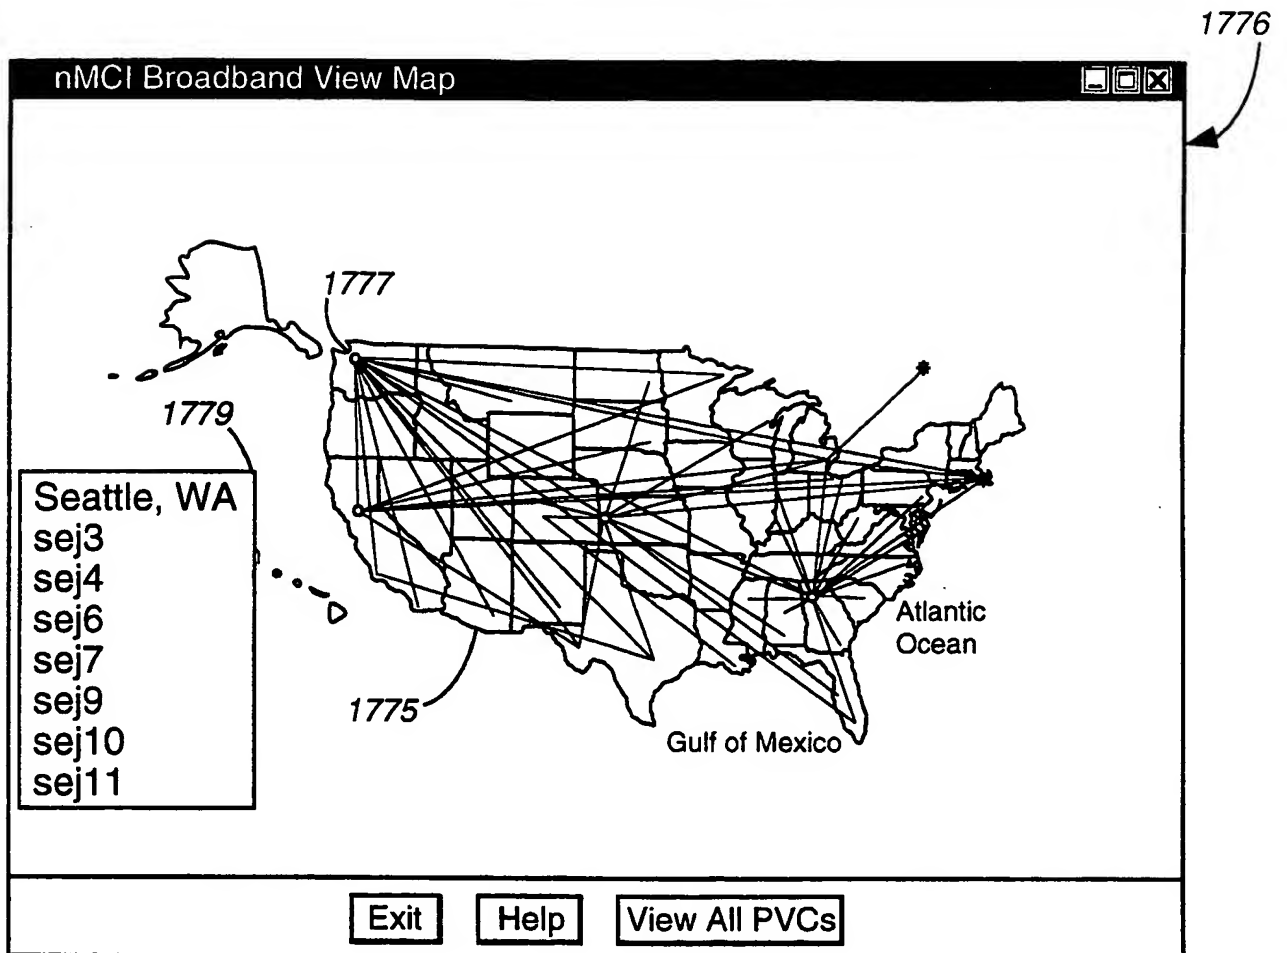 1776
nMCI Broadband View Map
1777
1779
Seattle, WA
sej3
sej4
sej6
sej7
sej9
sej10
sej11
Atlantic
Ocean
1775
Gulf of Mexico
Exit
Help
View All PVCs